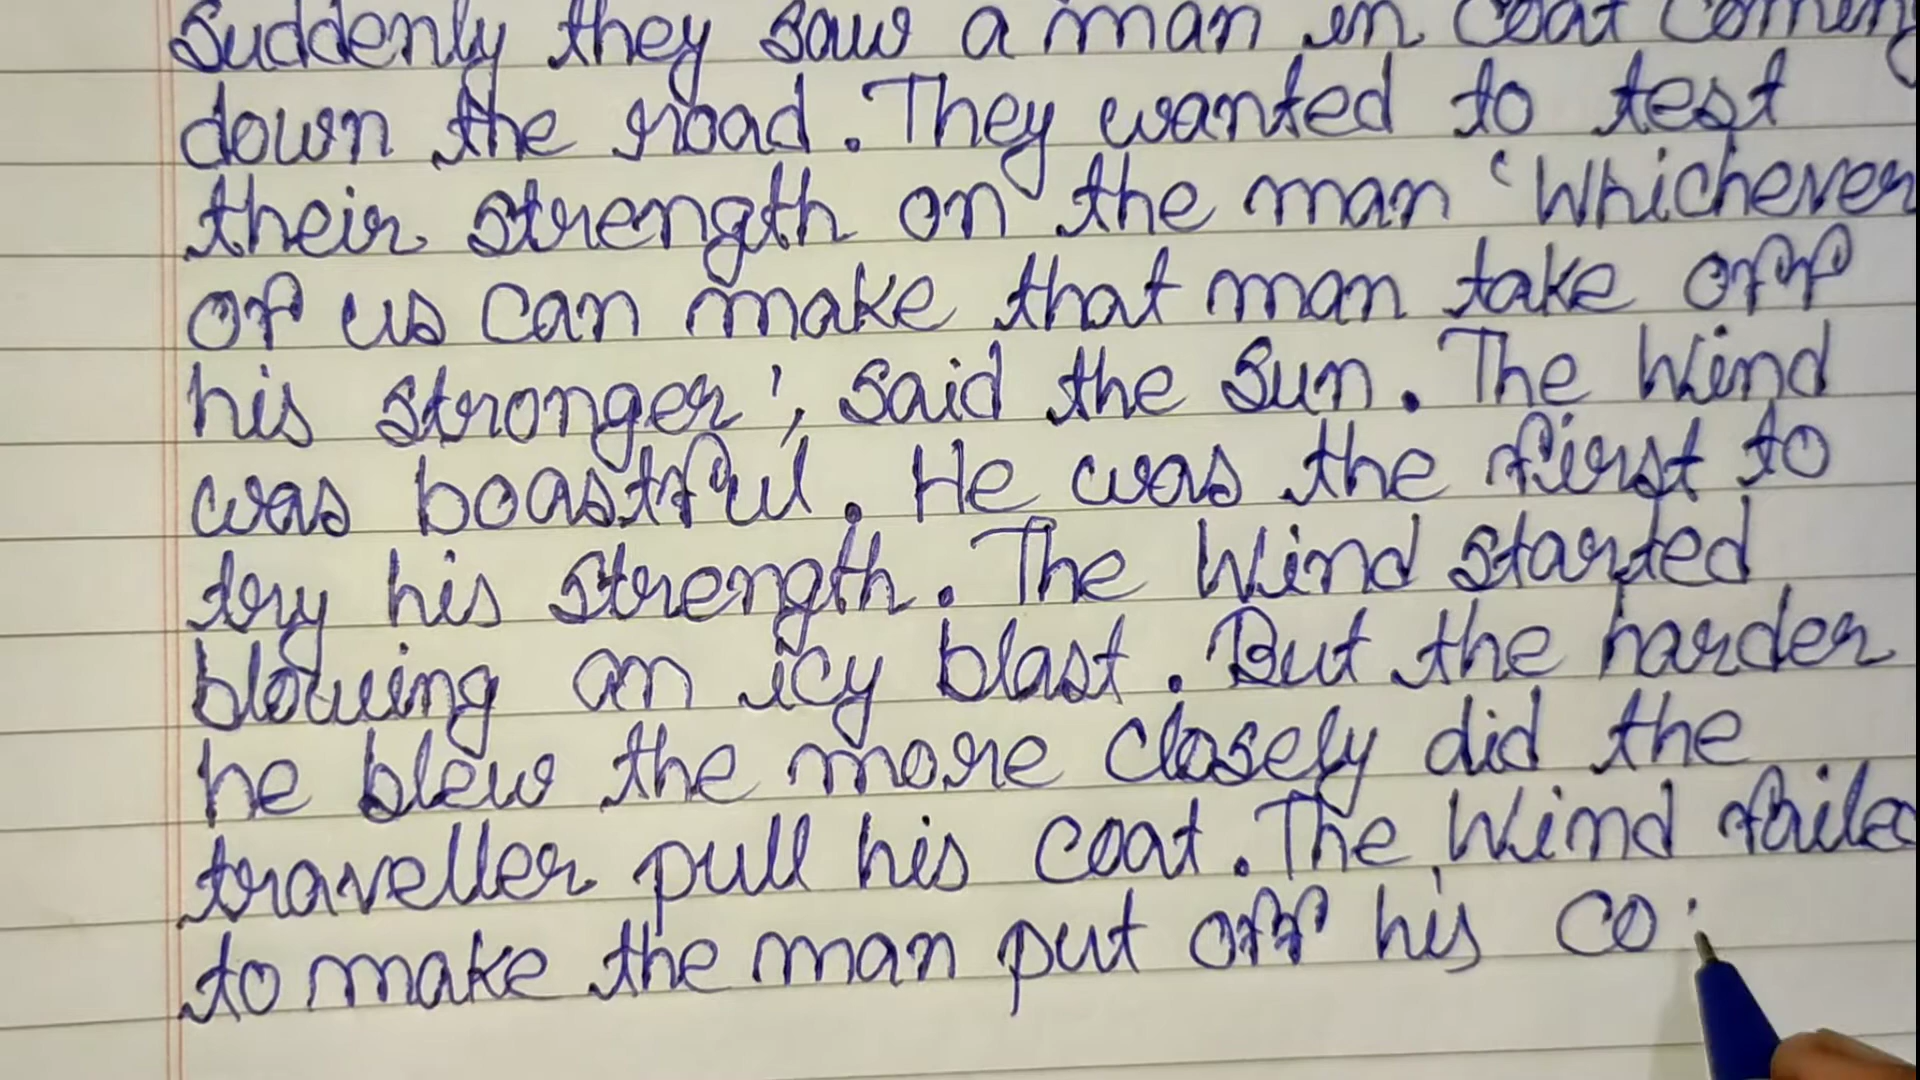 Suddenly they saw a man in coat coming
down the road. They wanted to test
their strength on the man 'Whichever
of us can make that man take off
his stronger', said the Sun. The Wind
was boastful. He was the first to
try his strength. The Wind started
blowing an icy blast. But the harder
he blew the more closely did the
traveller pull his coat. The Wind failed
to make the man put off his co